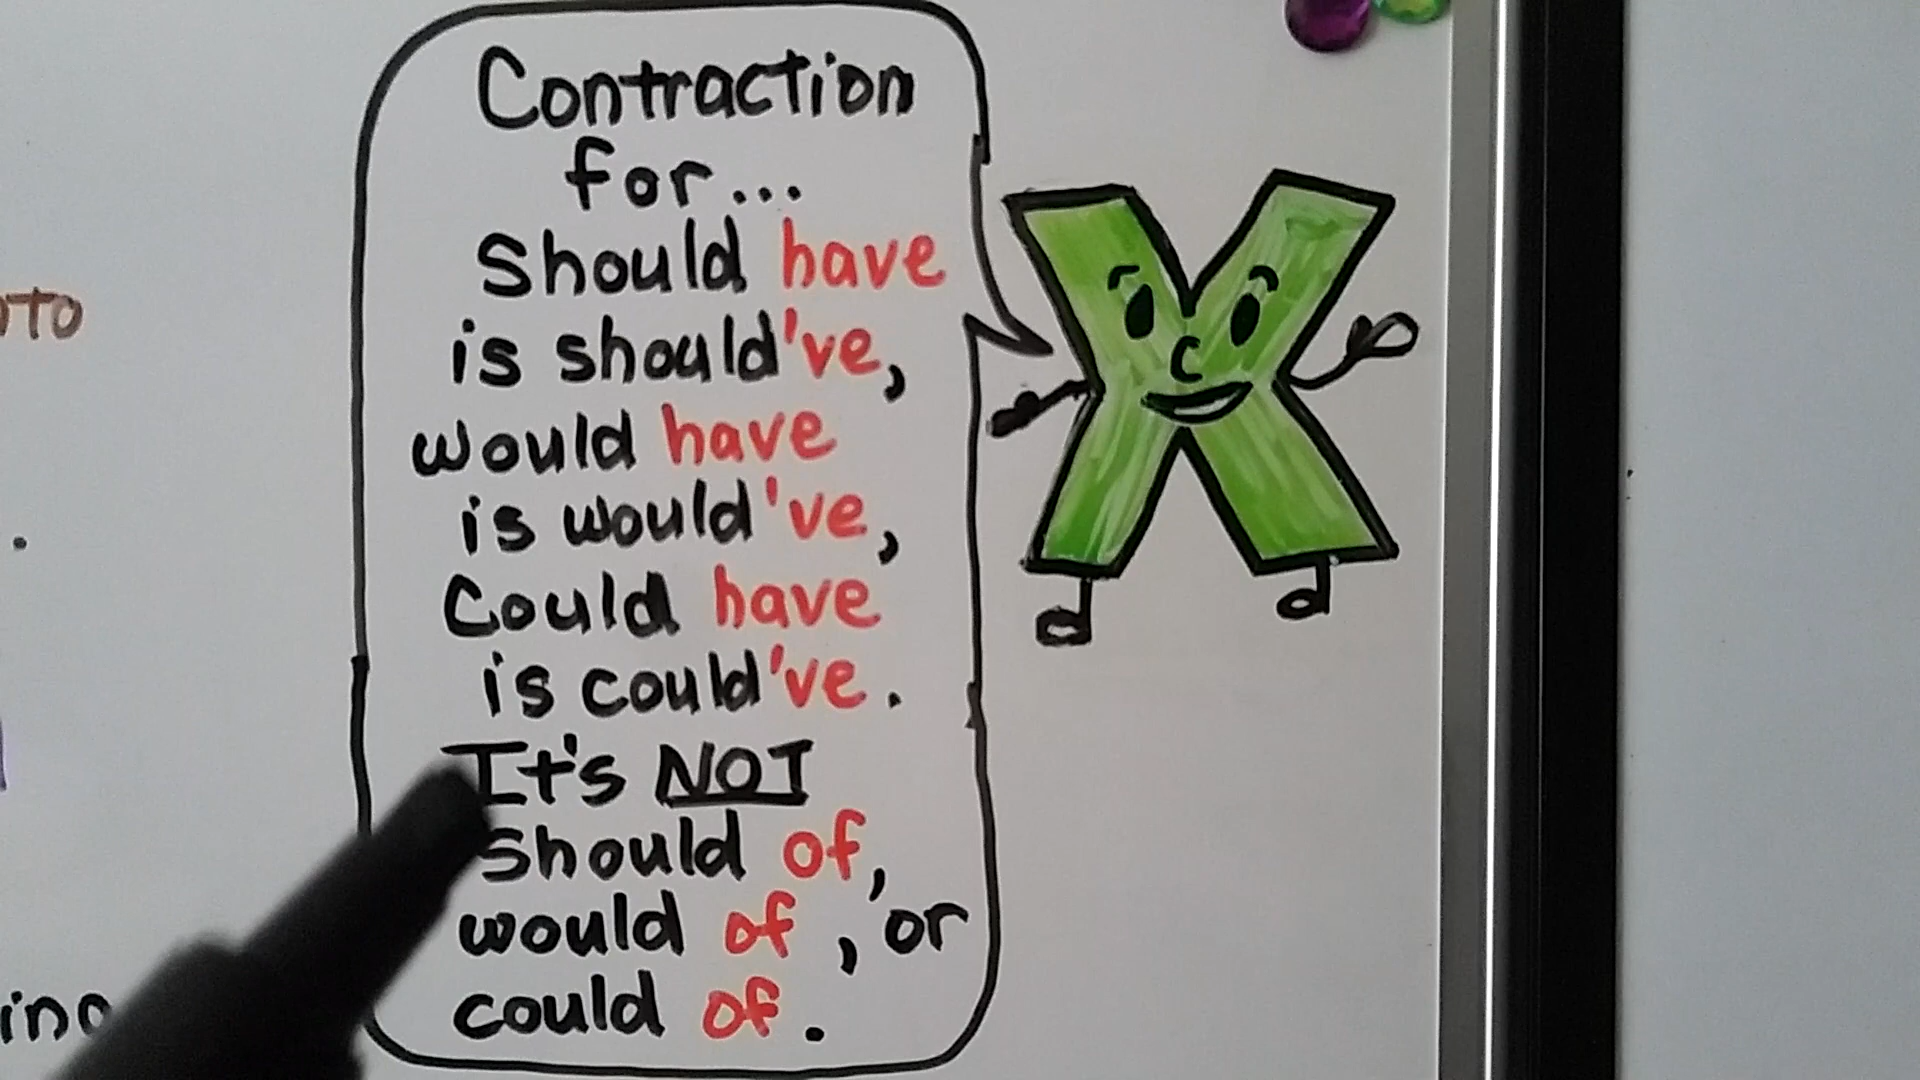 Contraction
for...
Should have
is should've,
would have
is would've,
Could have
is could've.
It's NOT
should of,
would of, or
could of.